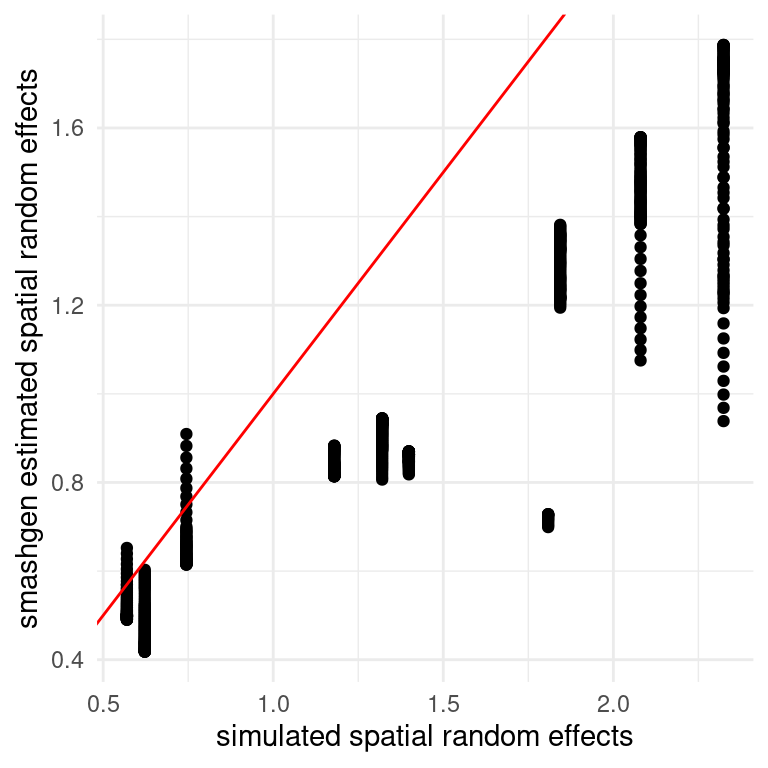 smashgen estimated spatial random effects
1.6
1.2
0.8
0.4
0.5 1.0 1.5 2.0
simulated spatial random effects